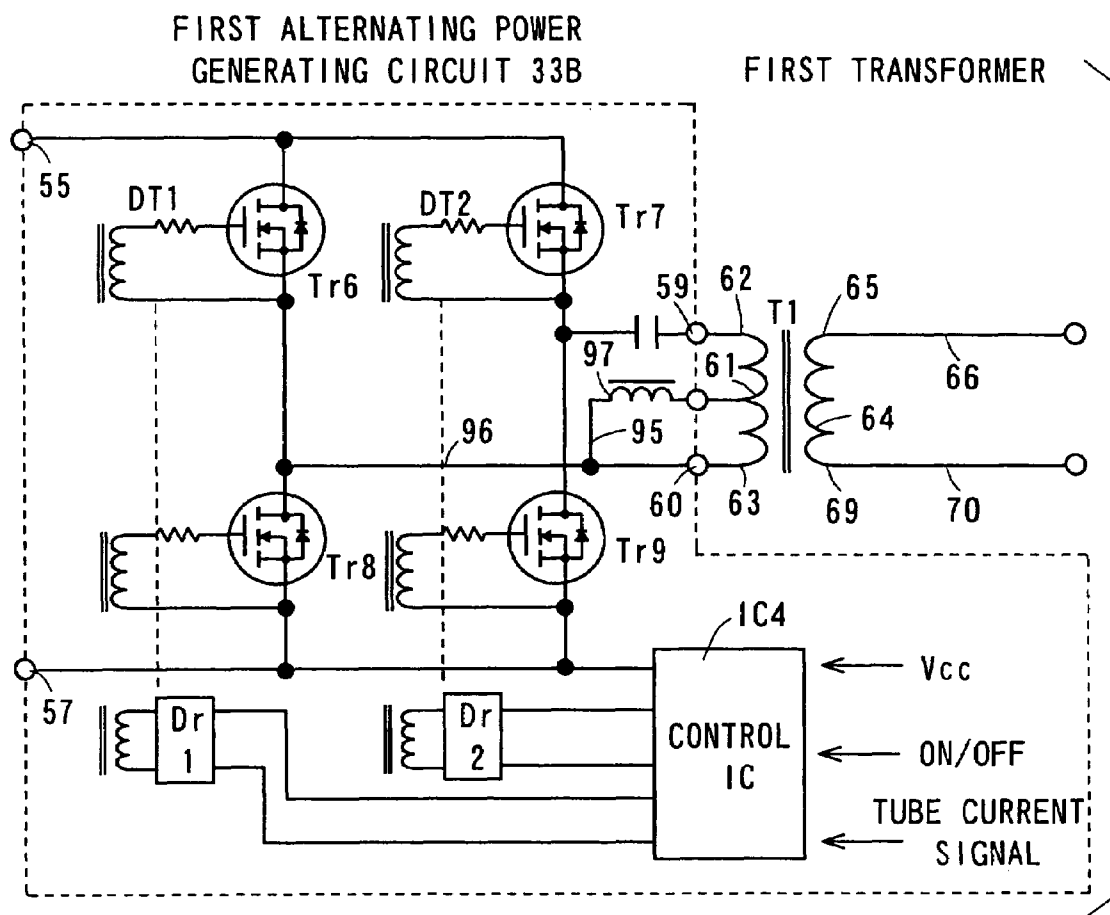 FIRST ALTERNATING POWER
GENERATING CIRCUIT 33B
FIRST TRANSFORMER
55
DT1
DT2
Tr7
Tr6
59
62
T1
65
97
61
66
96
95
64
60
63
69
70
Tr8
Tr9
IC4
57
Vcc
Dr
1
Dr
2
CONTROL
IC
ON/OFF
TUBE CURRENT
SIGNAL